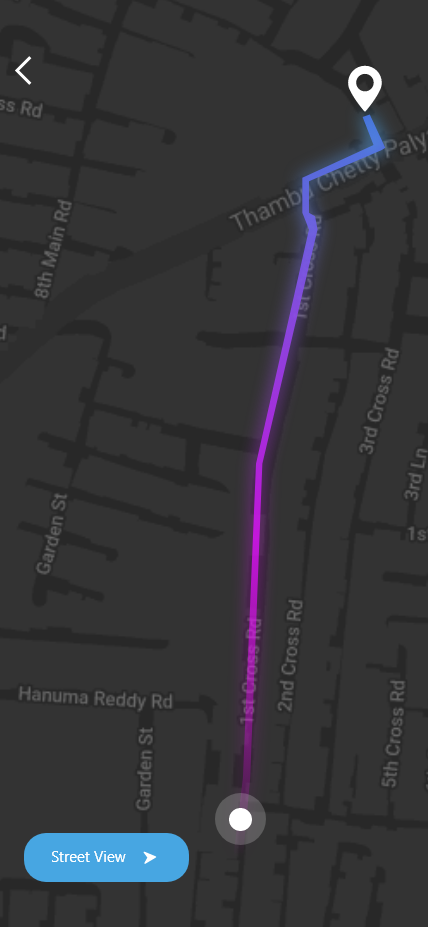 ss Rd
Thambu Chetty Paly
8th Main Rd
1st Cross Rd
3rd Cross Rd
3rd Ln
Garden St
1s
2nd Cross Rd
1st Cross Rd
Hanuma Reddy Rd
5th Cross Rd
Garden St
Street View